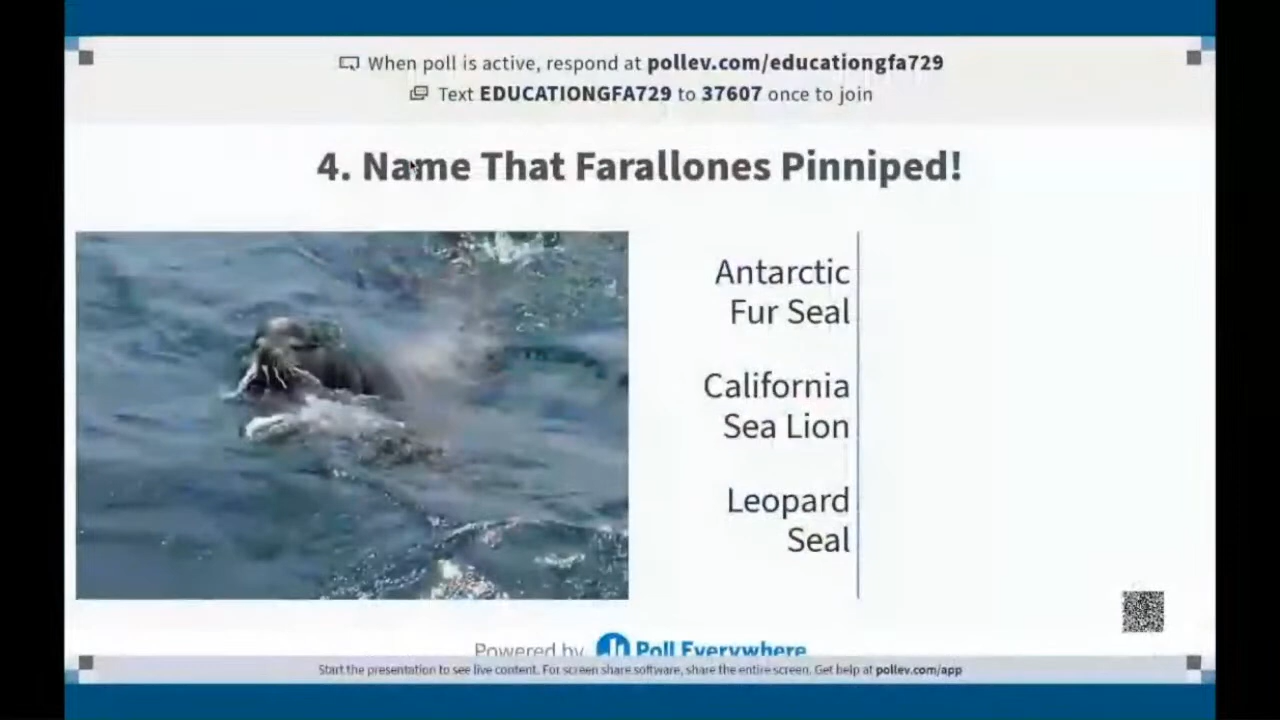 When poll is active, respond at pollev.com/educationgfa729
Text EDUCATIONGFA729 to 37607 once to join
4. Name That Farallones Pinniped!
Antarctic
Fur Seal
California
Sea Lion
Leopard
Seal
Powered by Poll Everywhere
Start the presentation to see live content. For screen share software, share the entire screen. Get help at pollev.com/app